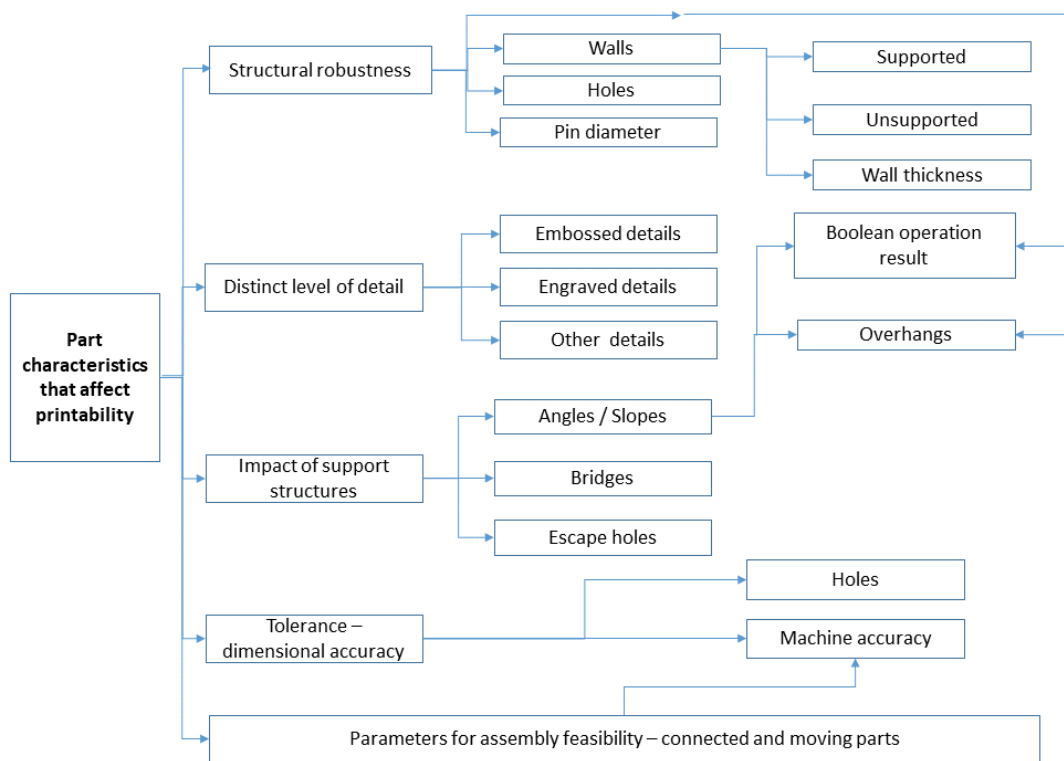 Part
characteristics
that affect
printability
Structural robustness
Walls
Holes
Pin diameter
Supported
Unsupported
Wall thickness
Distinct level of detail
Embossed details
Engraved details
Other details
Boolean operation
result
Overhangs
Impact of support
structures
Angles / Slopes
Bridges
Escape holes
Tolerance –
dimensional accuracy
Holes
Machine accuracy
Parameters for assembly feasibility – connected and moving parts